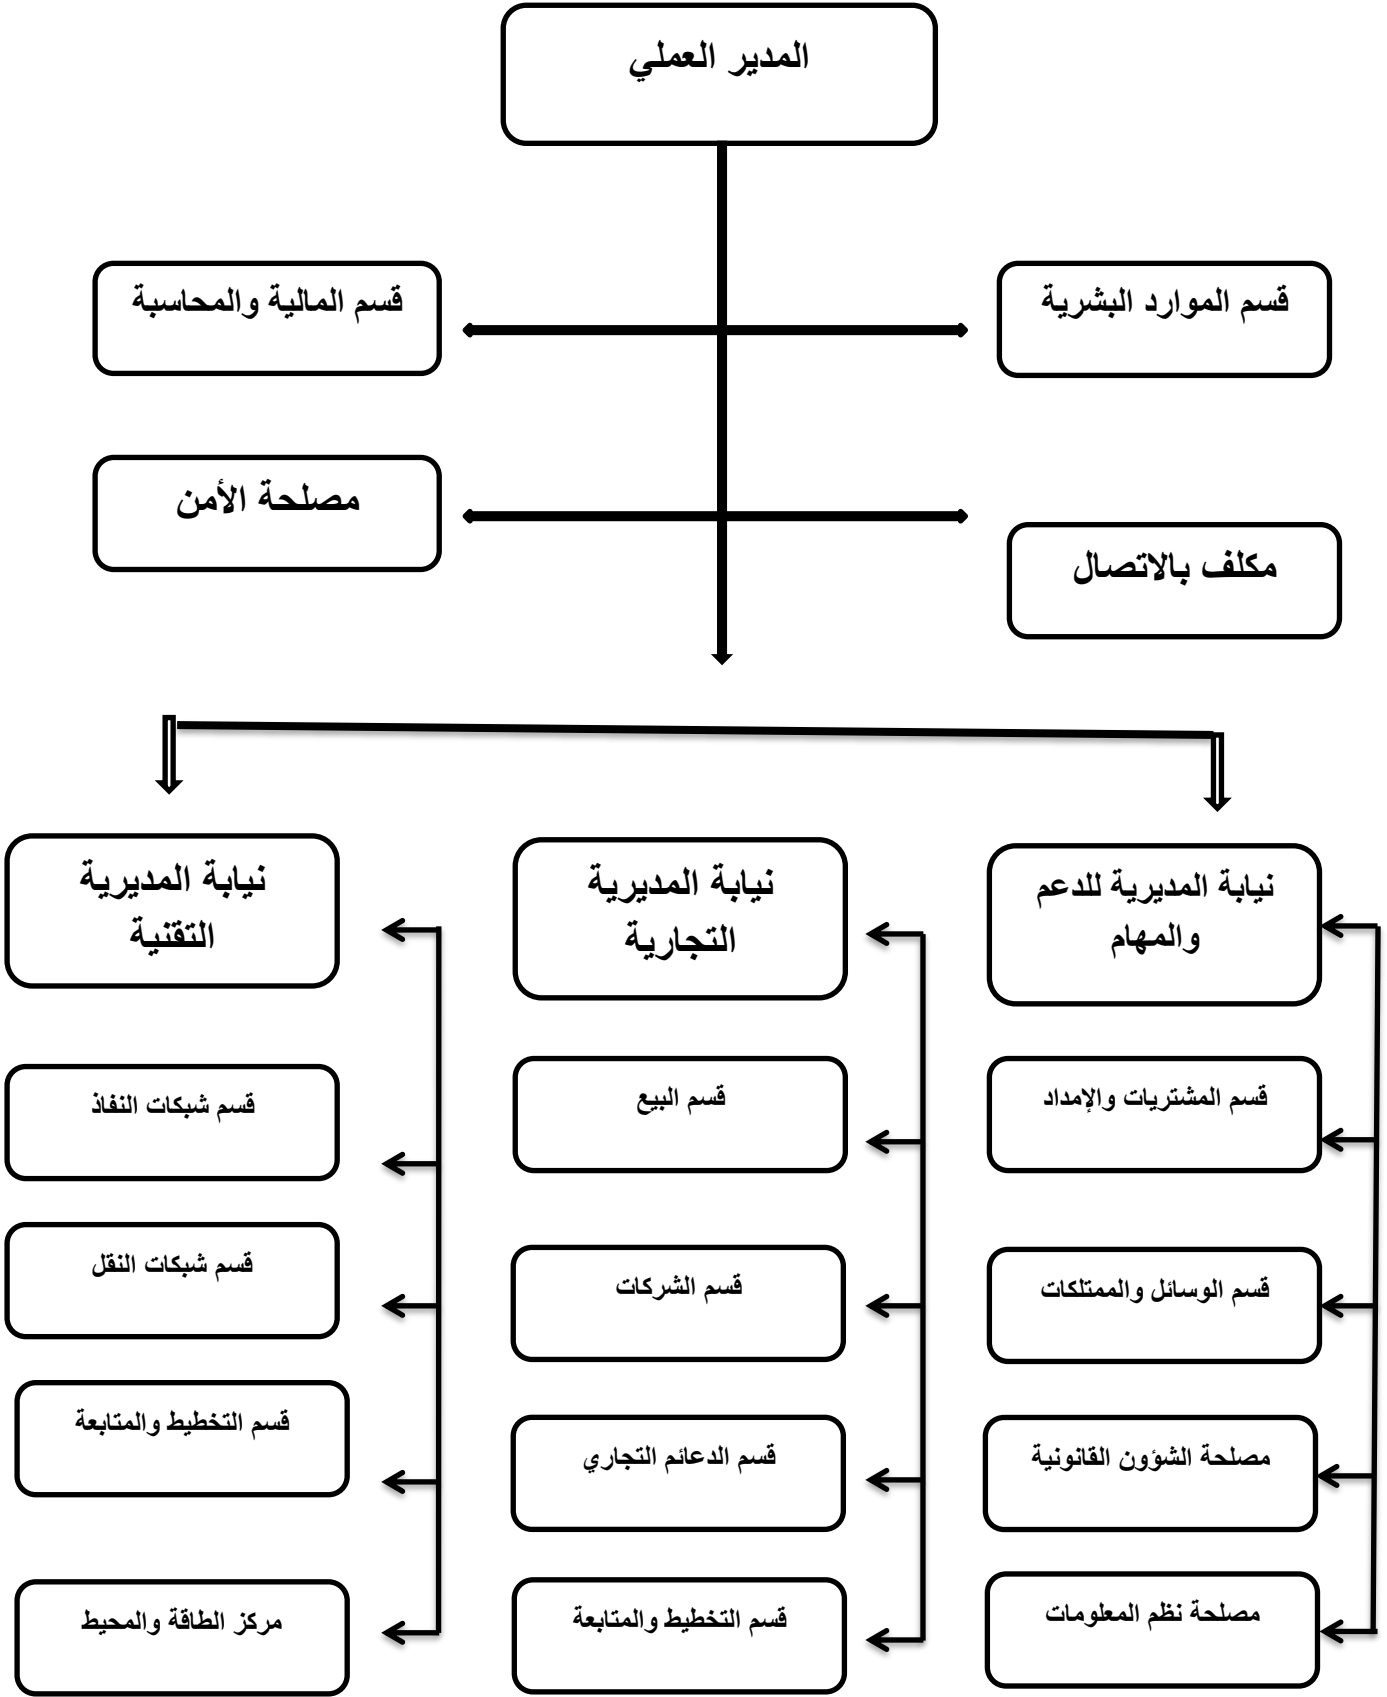 المدير العملي
قسم الموارد البشرية
قسم المالية والمحاسبة
مكلف بالاتصال
مصلحة الأمن
نيابة المديرية للدعم
والمهام
قسم المشتريات والإمداد
قسم الوسائل والممتلكات
مصلحة الشؤون القانونية
مصلحة نظم المعلومات
نيابة المديرية
التجارية
قسم البيع
قسم الشركات
قسم الدعائم التجاري
قسم التخطيط والمتابعة
نيابة المديرية
التقنية
قسم شبكات النفاذ
قسم شبكات النقل
قسم التخطيط والمتابعة
مركز الطاقة والمحيط